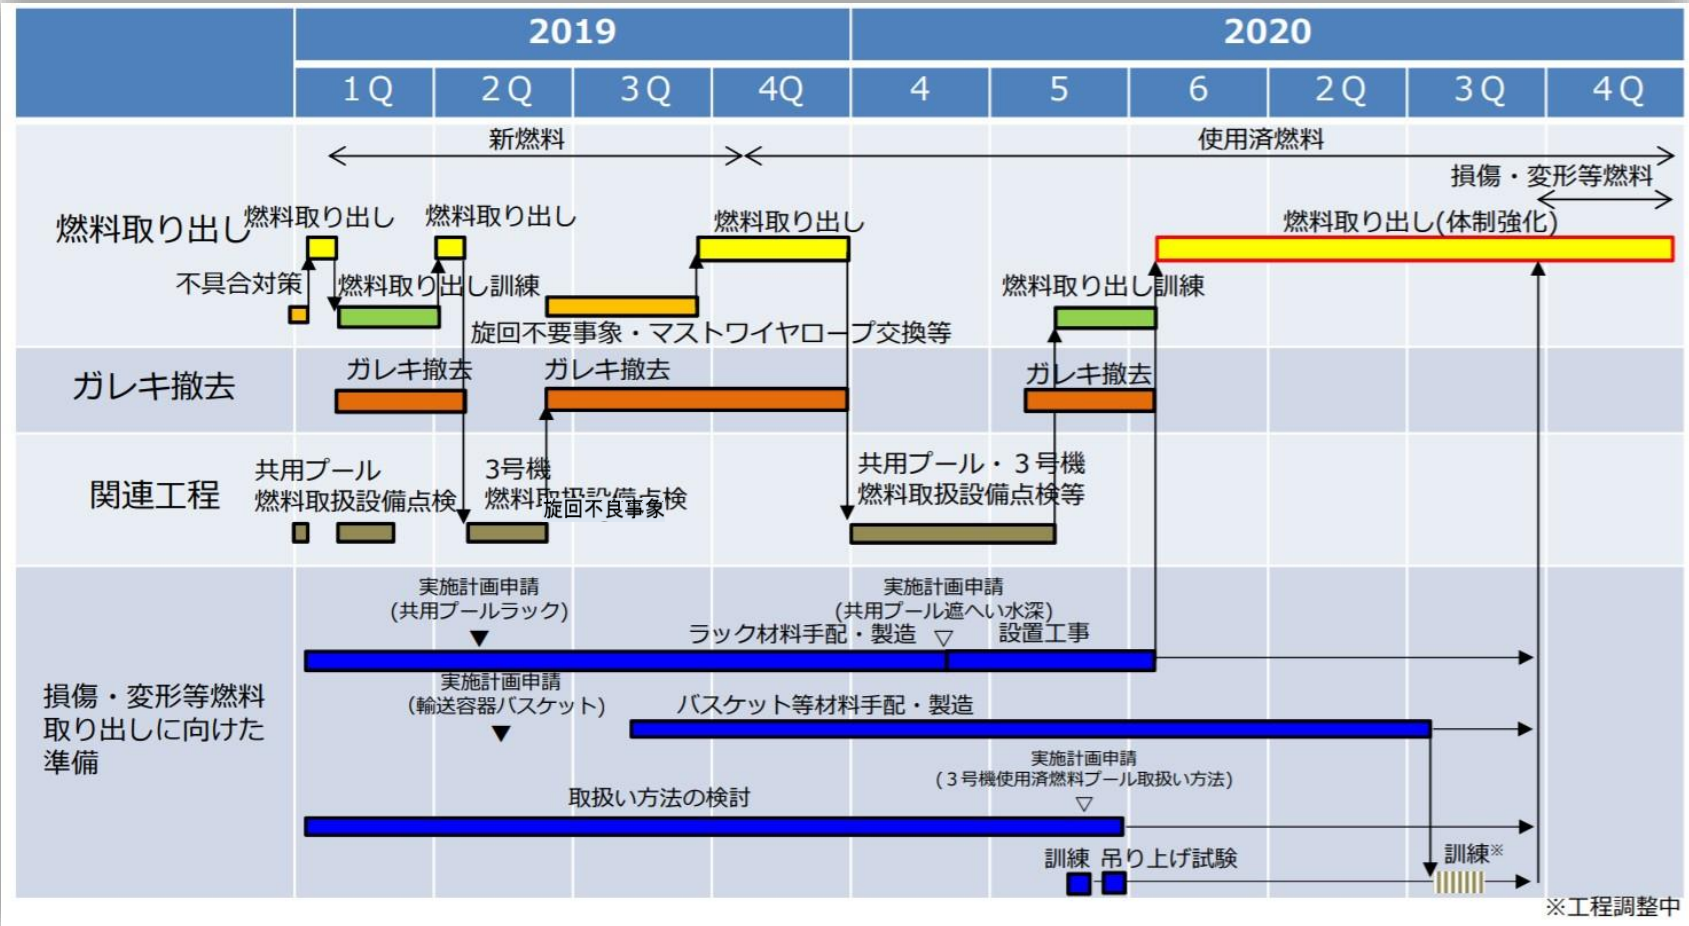 2019
2020
1Q
2Q
3Q
4Q
4
5
6
2Q
3Q
4Q
新燃料
使用済燃料
損傷・変形等燃料
燃料取り出し
燃料取り出し
燃料取り出し
燃料取り出し
燃料取り出し(体制強化)
不具合対策
燃料取り出し訓練
燃料取り出し訓練
旋回不要事象・マストワイヤロープ交換等
ガレキ撤去
ガレキ撤去
ガレキ撤去
ガレキ撤去
関連工程
共用プール
燃料取扱設備点検
3号機
燃料取扱設備点検
旋回不良事象
共用プール・３号機
燃料取扱設備点検等
損傷・変形等燃料
取り出しに向けた
準備
実施計画申請
(共用プールラック)
▼
実施計画申請
(共用プール遮へい水深)
ラック材料手配・製造
▽
設置工事
実施計画申請
(輸送容器バスケット)
▼
バスケット等材料手配・製造
実施計画申請
(３号機使用済燃料プール取扱い方法)
▽
取扱い方法の検討
訓練
吊り上げ試験
訓練※
※工程調整中